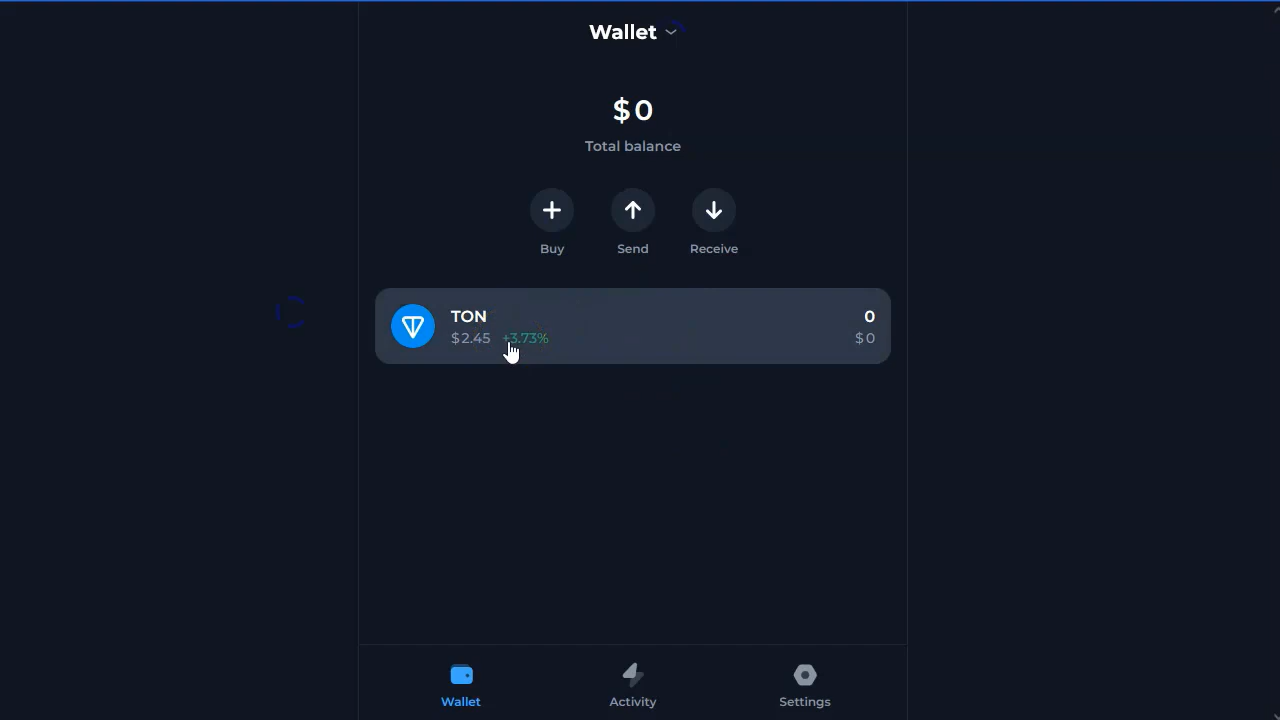 Wallet
$0
Total balance
Buy Send Receive
TON 0
$2.45 +3.73% $0
Wallet Activity Settings